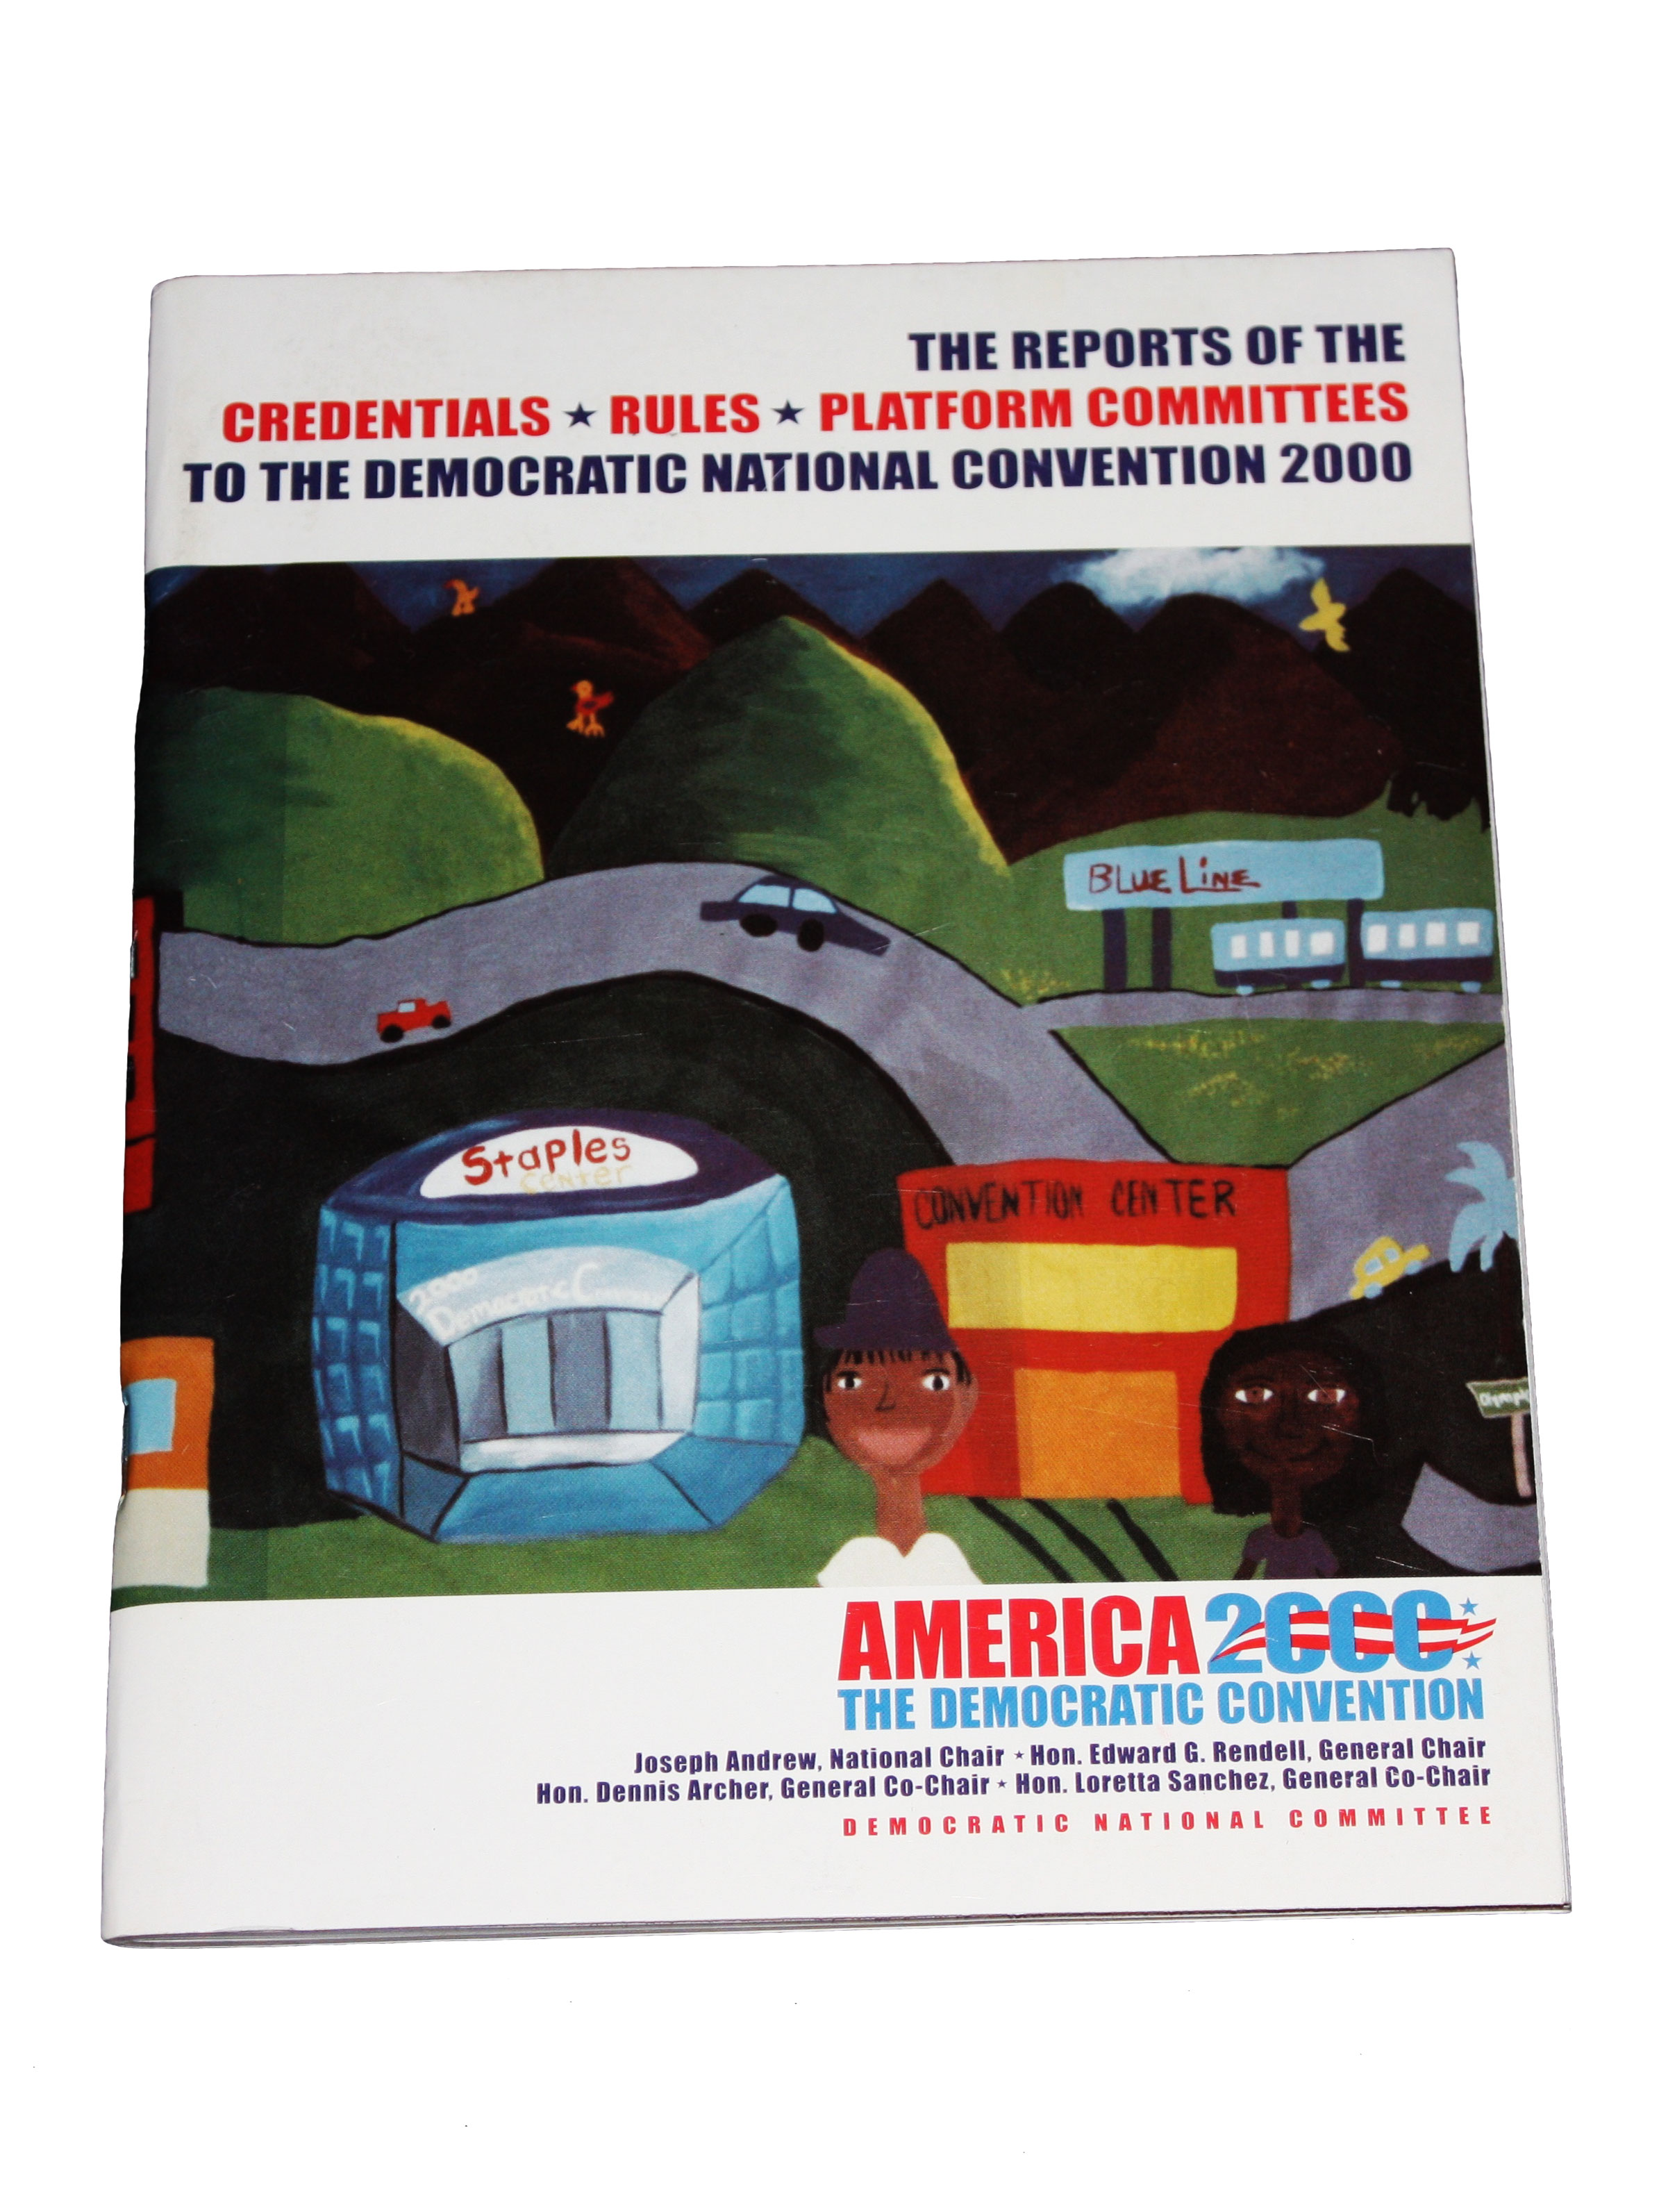 THE REPORTS OF THE
CREDENTIALS ★ RULES ★ PLATFORM COMMITTEES
TO THE DEMOCRATIC NATIONAL CONVENTION 2000
BLUE LINE
Staples
Center
CONVENTION CENTER
2000
Democratic
AMERICA 2000
THE DEMOCRATIC CONVENTION
Joseph Andrew, National Chair ★ Hon. Edward G. Rendell, General Chair
Hon. Dennis Archer, General Co-Chair ★ Hon. Loretta Sanchez, General Co-Chair
DEMOCRATIC NATIONAL COMMITTEE